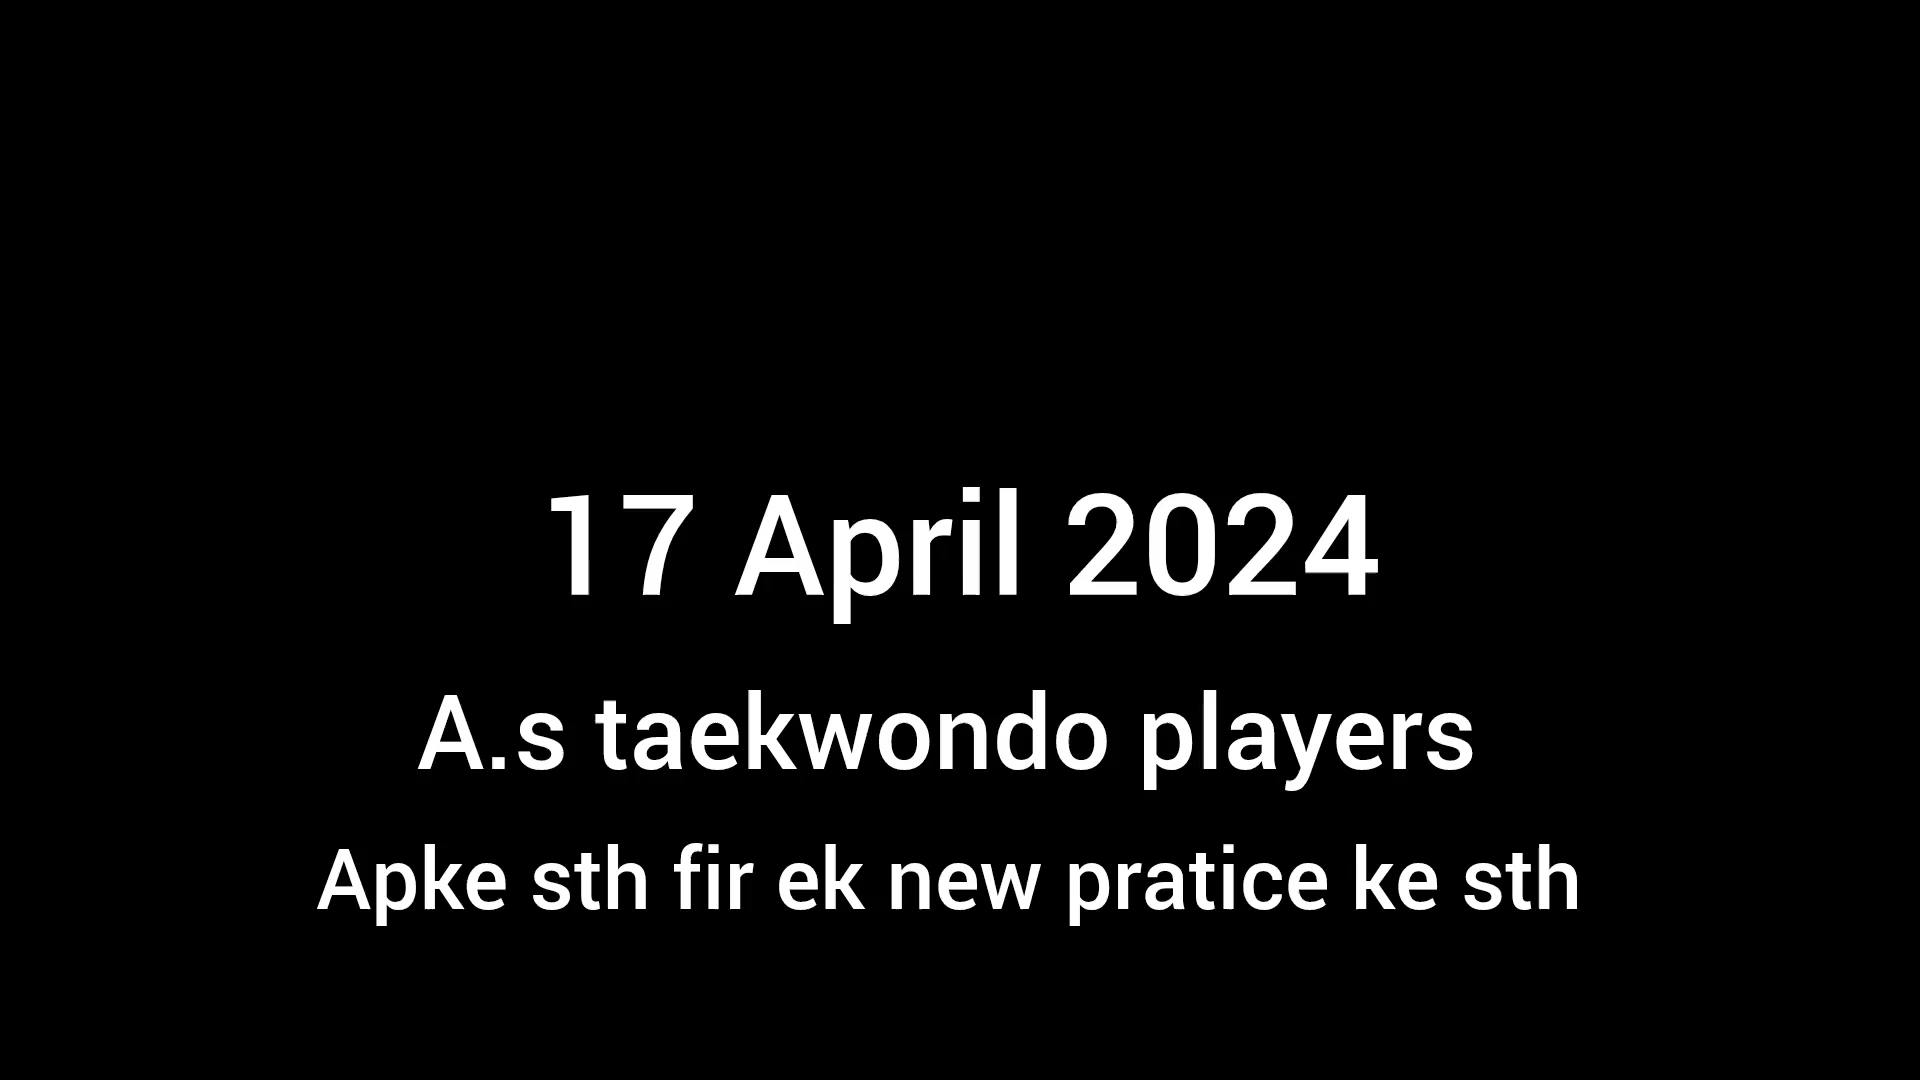 17 April 2024
A.s taekwondo players
Apke sth fir ek new pratice ke sth